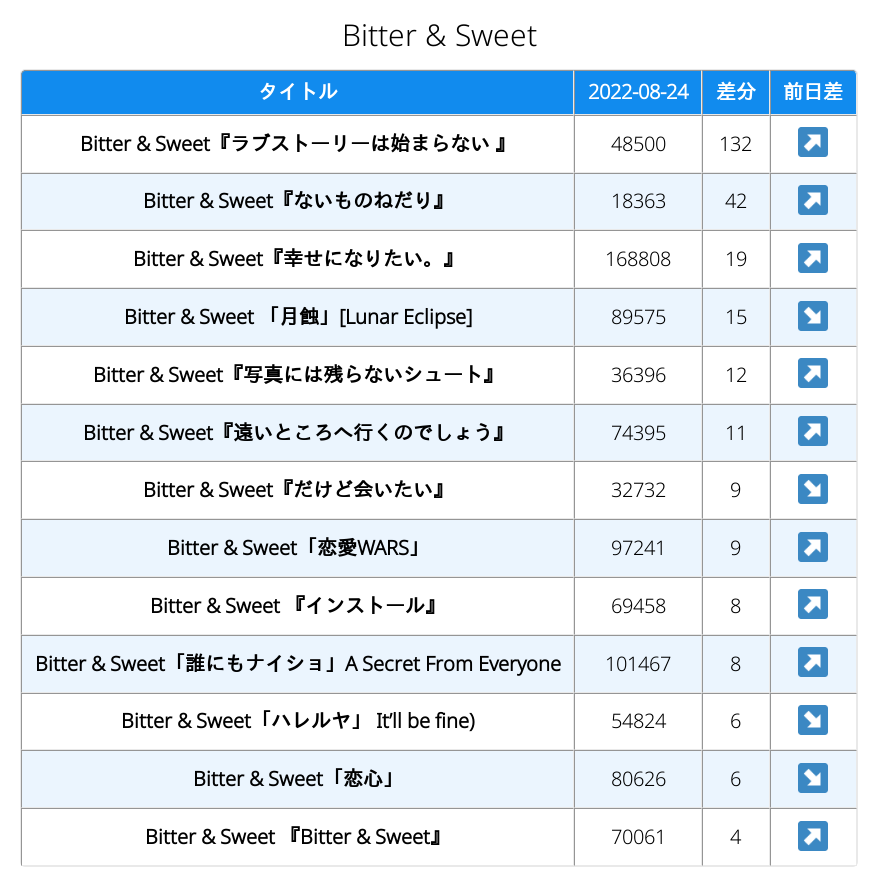 Bitter & Sweet
タイトル 2022-08-24 差分 前日差
Bitter & Sweet『ラブストーリーは始まらない 』 48500 132 ↗
Bitter & Sweet『ないものねだり』 18363 42 ↗
Bitter & Sweet『幸せになりたい。』 168808 19 ↗
Bitter & Sweet 「月蝕」[Lunar Eclipse] 89575 15 ↘
Bitter & Sweet『写真には残らないシュート』 36396 12 ↗
Bitter & Sweet『遠いところへ行くのでしょう』 74395 11 ↗
Bitter & Sweet『だけど会いたい』 32732 9 ↘
Bitter & Sweet「恋愛WARS」 97241 9 ↗
Bitter & Sweet 『インストール』 69458 8 ↗
Bitter & Sweet「誰にもナイショ」A Secret From Everyone 101467 8 ↗
Bitter & Sweet「ハレルヤ」 It’ll be fine) 54824 6 ↘
Bitter & Sweet「恋心」 80626 6 ↘
Bitter & Sweet 『Bitter & Sweet』 70061 4 ↗